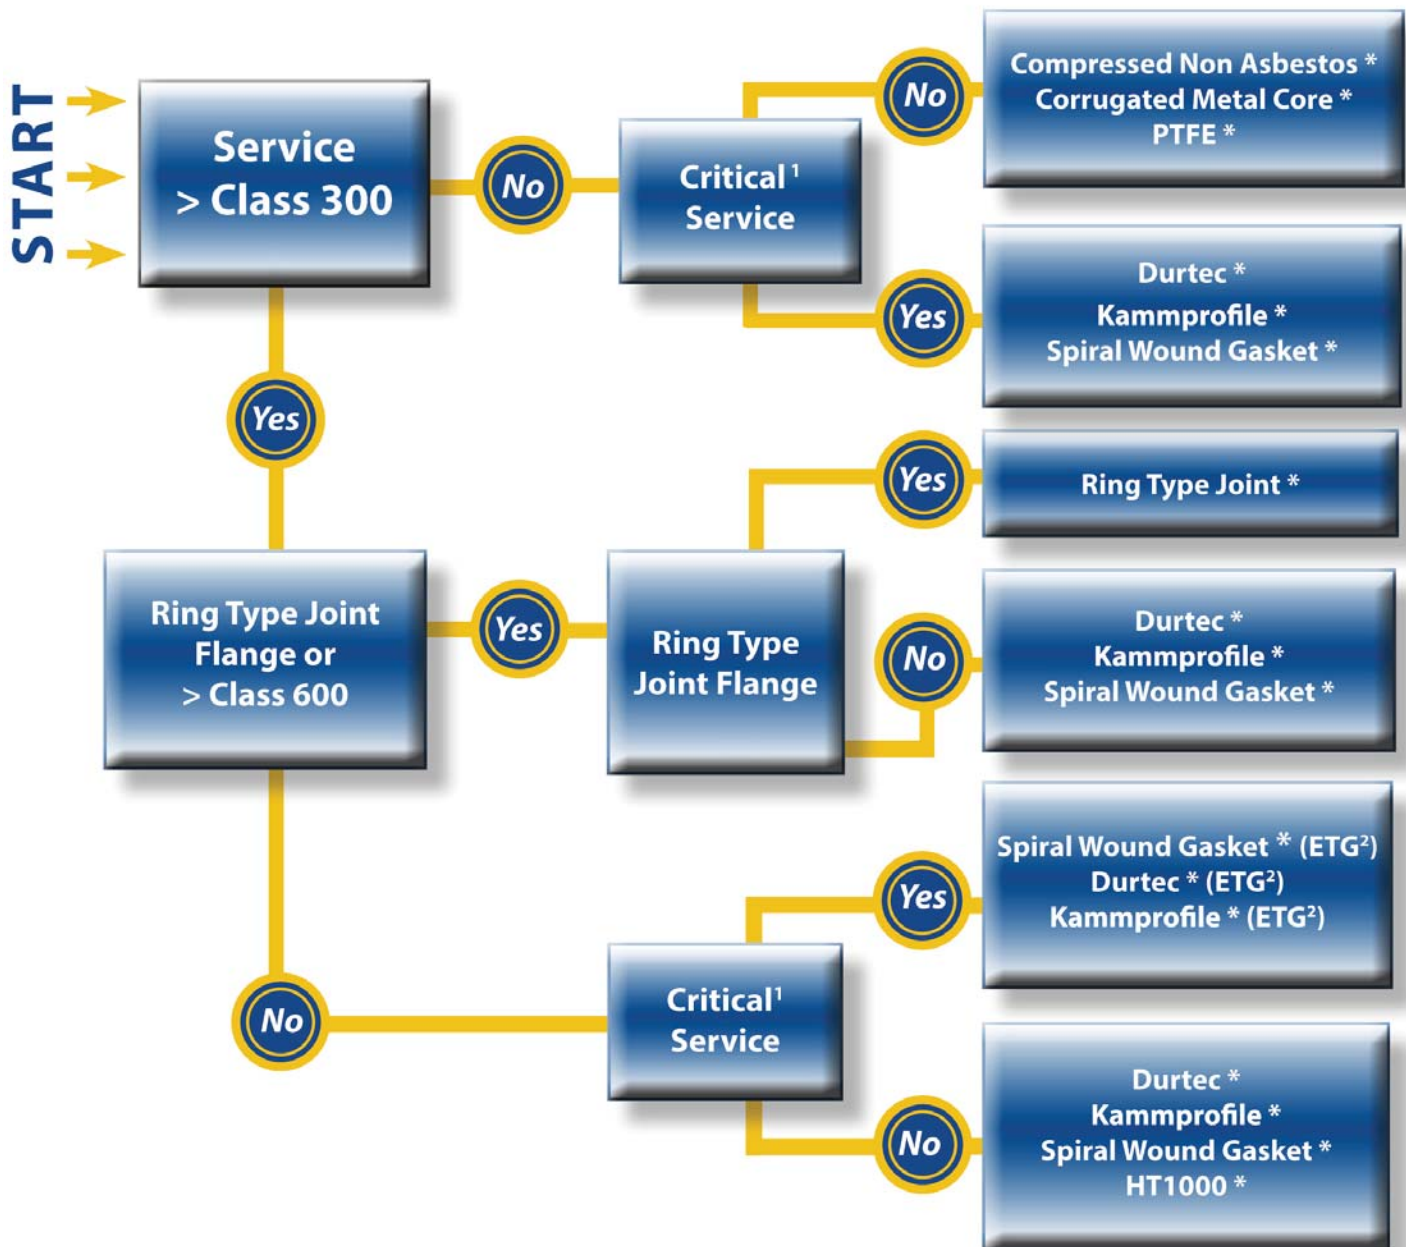 START
Service
> Class 300
No
Critical¹
Service
No
Compressed Non Asbestos *
Corrugated Metal Core *
PTFE *
Yes
Durtec *
Kammprofile *
Spiral Wound Gasket *
Yes
Ring Type Joint
Flange or
> Class 600
Yes
Ring Type
Joint Flange
Yes
Ring Type Joint *
No
Durtec *
Kammprofile *
Spiral Wound Gasket *
No
Critical¹
Service
Yes
Spiral Wound Gasket * (ETG²)
Durtec * (ETG²)
Kammprofile * (ETG²)
No
Durtec *
Kammprofile *
Spiral Wound Gasket *
HT1000 *